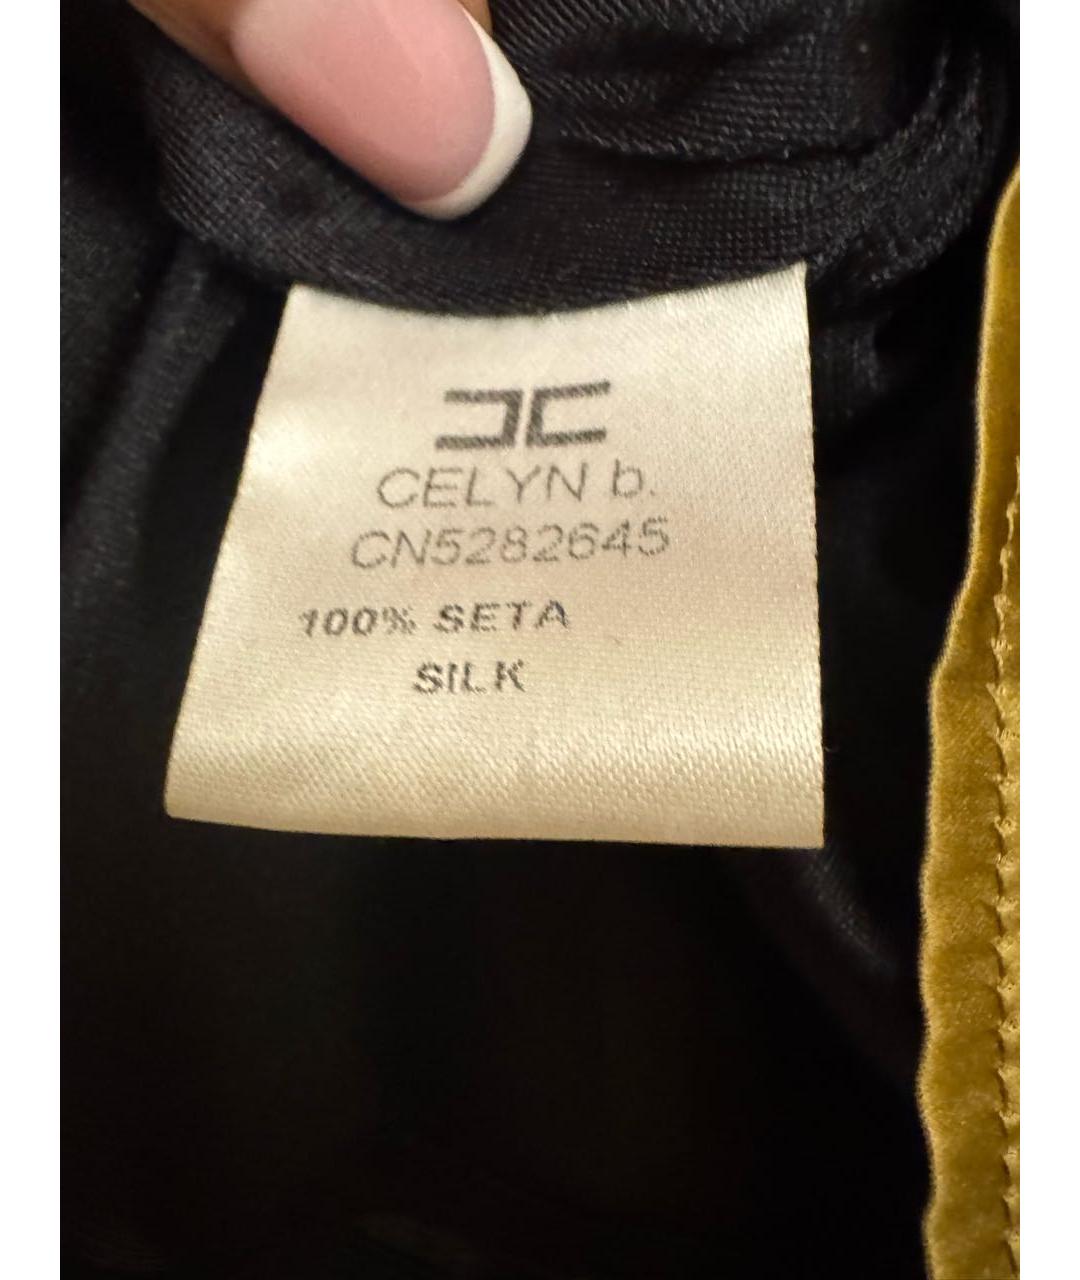 CELYN b.
CN5282645
100% SETA
SILK